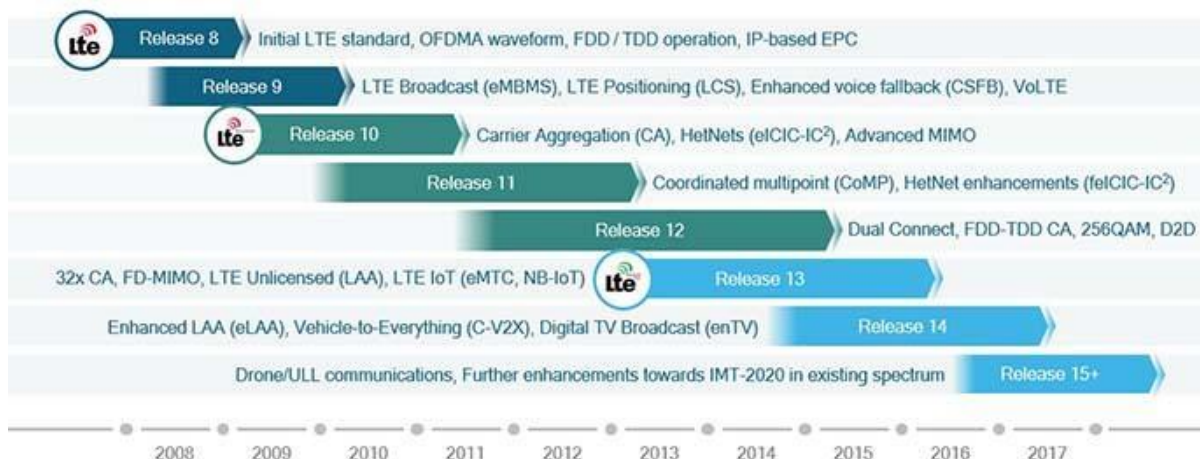 Lte Release 8 Initial LTE standard, OFDMA waveform, FDD / TDD operation, IP-based EPC
Release 9 LTE Broadcast (eMBMS), LTE Positioning (LCS), Enhanced voice fallback (CSFB), VoLTE
Lte Release 10 Carrier Aggregation (CA), HetNets (eICIC-IC²), Advanced MIMO
Release 11 Coordinated multipoint (CoMP), HetNet enhancements (feICIC-IC²)
Release 12 Dual Connect, FDD-TDD CA, 256QAM, D2D
32x CA, FD-MIMO, LTE Unlicensed (LAA), LTE IoT (eMTC, NB-IoT) Lte Release 13
Enhanced LAA (eLAA), Vehicle-to-Everything (C-V2X), Digital TV Broadcast (enTV) Release 14
Drone/ULL communications, Further enhancements towards IMT-2020 in existing spectrum Release 15+
2008 2009 2010 2011 2012 2013 2014 2015 2016 2017